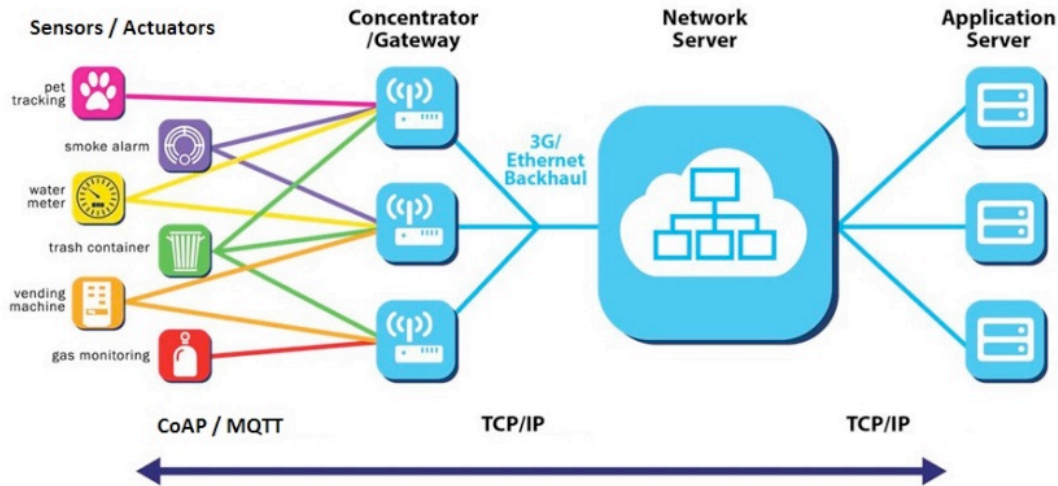 Sensors / Actuators
Concentrator
/Gateway
Network
Server
Application
Server
pet
tracking
smoke alarm
water
meter
trash container
vending
machine
gas monitoring
3G/
Ethernet
Backhaul
CoAP / MQTT
TCP/IP
TCP/IP